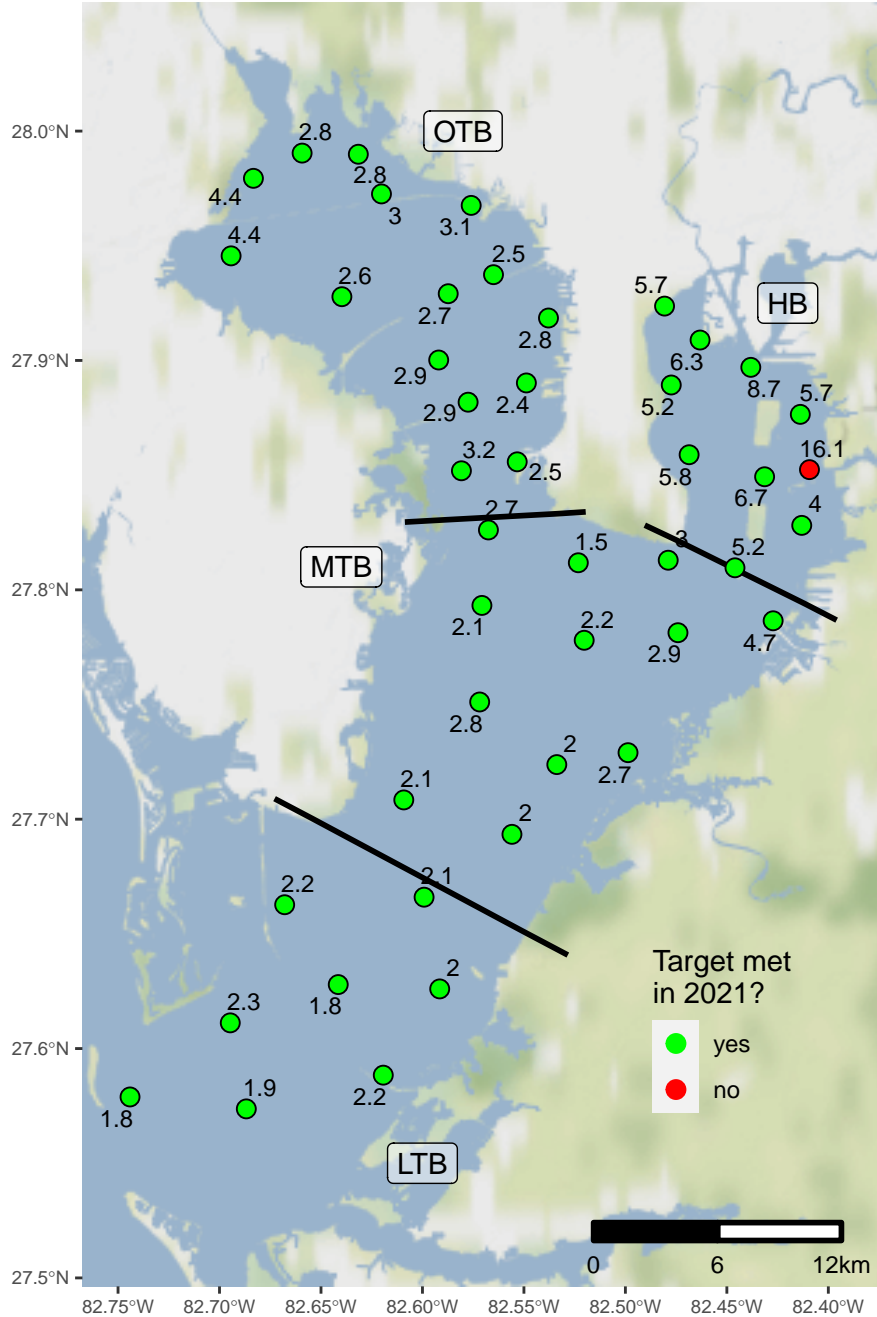 28.0°N
27.9°N
27.8°N
27.7°N
27.6°N
27.5°N
OTB
2.8
2.8
4.4
3
3.1
4.4
2.5
2.6
2.7
2.8
2.9
2.4
2.9
3.2
2.5
HB
5.7
6.3
8.7
5.2
5.7
16.1
5.8
6.7
4
MTB
2.7
1.5
3
5.2
2.1
2.2
2.9
4.7
2.8
2
2.7
2.1
2
2.1
2.2
1.8
2
2.3
1.8
1.9
2.2
LTB
Target met
in 2021?
yes
no
0 6 12km
82.75°W 82.70°W 82.65°W 82.60°W 82.55°W 82.50°W 82.45°W 82.40°W